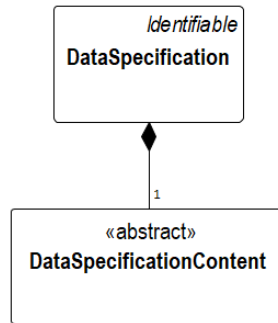 Identifiable
DataSpecification
1
«abstract»
DataSpecificationContent